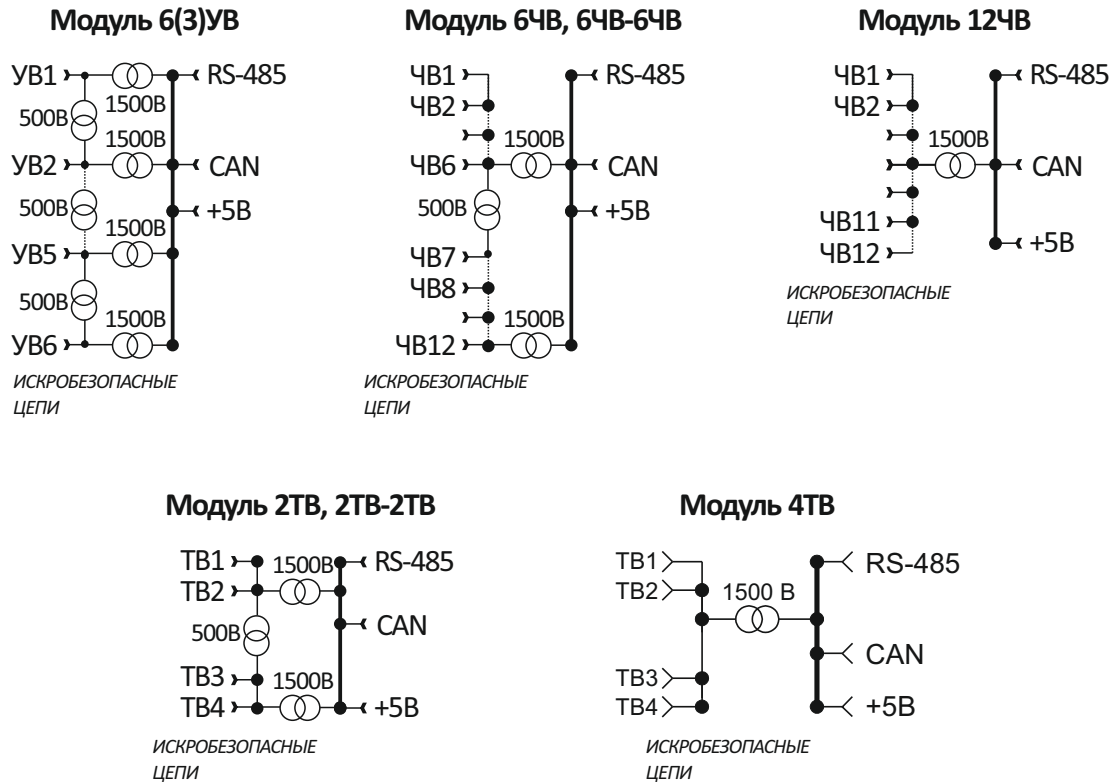 Модуль 6(3)УВ
УВ1
RS-485
1500В
500В
1500В
УВ2
CAN
500В
+5В
1500В
УВ5
500В
1500В
УВ6
ИСКРОБЕЗОПАСНЫЕ
ЦЕПИ
Модуль 6ЧВ, 6ЧВ-6ЧВ
ЧВ1
RS-485
ЧВ2
1500В
ЧВ6
CAN
500В
+5В
ЧВ7
ЧВ8
1500В
ЧВ12
ИСКРОБЕЗОПАСНЫЕ
ЦЕПИ
Модуль 12ЧВ
ЧВ1
RS-485
ЧВ2
1500В
CAN
ЧВ11
+5В
ЧВ12
ИСКРОБЕЗОПАСНЫЕ
ЦЕПИ
Модуль 2ТВ, 2ТВ-2ТВ
ТВ1
1500В
RS-485
ТВ2
500В
CAN
ТВ3
1500В
ТВ4
+5В
ИСКРОБЕЗОПАСНЫЕ
ЦЕПИ
Модуль 4ТВ
ТВ1
RS-485
ТВ2
1500 В
CAN
ТВ3
ТВ4
+5В
ИСКРОБЕЗОПАСНЫЕ
ЦЕПИ